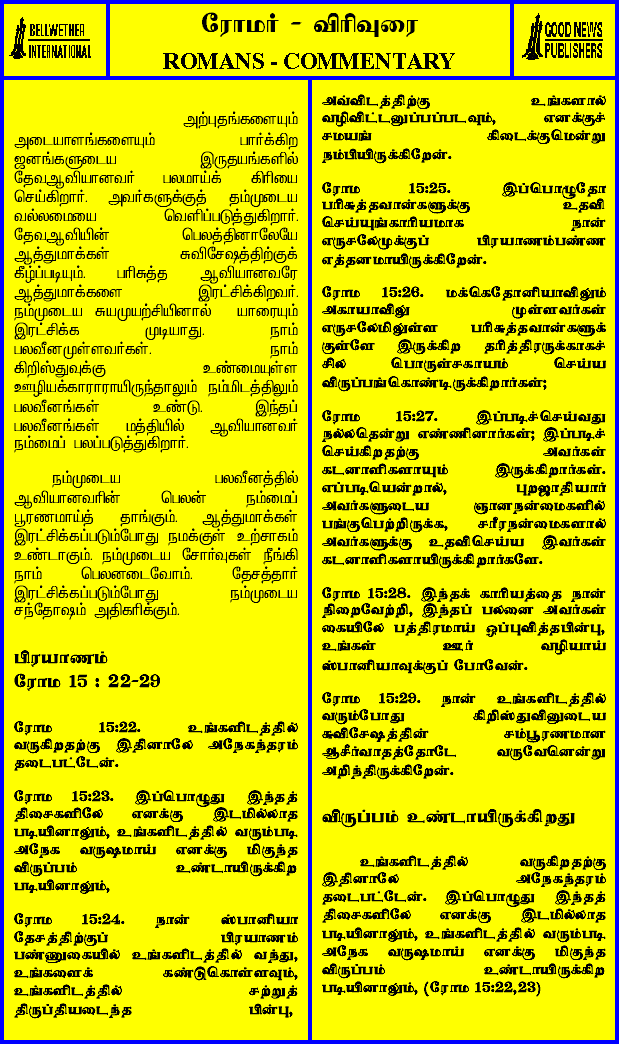 BELLWETHER
INTERNATIONAL
ரோமர் - விரிவுரை
ROMANS - COMMENTARY
GOOD NEWS
PUBLISHERS
அற்புதங்களையும்
அடையாளங்களையும் பார்க்கிற
ஜனங்களுடைய இருதயங்களில்
தேவஆவியானவர் பலமாய்க் கிரியை
செய்கிறார். அவர்களுக்குத் தம்முடைய
வல்லமையை வெளிப்படுத்துகிறார்.
தேவஆவியின் பெலத்தினாலேயே
ஆத்துமாக்கள் சுவிசேஷத்திற்குக்
கீழ்ப்படியும். பரிசுத்த ஆவியானவரே
ஆத்துமாக்களை இரட்சிக்கிறவர்.
நம்முடைய சுயமுயற்சியினால் யாரையும்
இரட்சிக்க முடியாது. நாம்
பலவீனமுள்ளவர்கள். நாம்
கிறிஸ்துவுக்கு உண்மையுள்ள
ஊழியக்காராராயிருந்தாலும் நம்மிடத்திலும்
பலவீனங்கள் உண்டு. இந்தப்
பலவீனங்கள் மத்தியில் ஆவியானவர்
நம்மைப் பலப்படுத்துகிறார்.
நம்முடைய பலவீனத்தில்
ஆவியானவரின் பெலன் நம்மைப்
பூரணமாய்த் தாங்கும். ஆத்துமாக்கள்
இரட்சிக்கப்படும்போது நமக்குள் உற்சாகம்
உண்டாகும். நம்முடைய சோர்வுகள் நீங்கி
நாம் பெலனடைவோம். தேசத்தார்
இரட்சிக்கப்படும்போது நம்முடைய
சந்தோஷம் அதிகரிக்கும்.
பிரயாணம்
ரோம 15 : 22-29
ரோம 15:22. உங்களிடத்தில்
வருகிறதற்கு இதினாலே அநேகந்தரம்
தடைபட்டேன்.
ரோம 15:23. இப்பொழுது இந்தத்
திசைகளிலே எனக்கு இடமில்லாத
படியினாலும், உங்களிடத்தில் வரும்படி
அநேக வருஷமாய் எனக்கு மிகுந்த
விருப்பம் உண்டாயிருக்கிற
படியினாலும்,
ரோம 15:24. நான் ஸ்பானியா
தேசத்திற்குப் பிரயாணம்
பண்ணுகையில் உங்களிடத்தில் வந்து,
உங்களைக் கண்டுகொள்ளவும்,
உங்களிடத்தில் சற்றுத்
திருப்தியடைந்த பின்பு,
அவ்விடத்திற்கு உங்களால்
வழிவிட்டனுப்பப்படவும், எனக்குச்
சமயங் கிடைக்குமென்று
நம்பியிருக்கிறேன்.
ரோம 15:25. இப்பொழுதோ
பரிசுத்தவான்களுக்கு உதவி
செய்யுங்காரியமாக நான்
எருசலேமுக்குப் பிரயாணம்பண்ண
எத்தனமாயிருக்கிறேன்.
ரோம 15:26. மக்கெதோனியாவிலும்
அகாயாவிலு முள்ளவர்கள்
எருசலேமிலுள்ள பரிசுத்தவான்களுக்
குள்ளே இருக்கிற தரித்திரருக்காகச்
சில பொருள்சகாயம் செய்ய
விருப்பங்கொண்டிருக்கிறார்கள்;
ரோம 15:27. இப்படிச்செய்வது
நல்லதென்று எண்ணினார்கள்; இப்படிச்
செய்கிறதற்கு அவர்கள்
கடனாளிகளாயும் இருக்கிறார்கள்.
எப்படியென்றால், புறஜாதியார்
அவர்களுடைய ஞானநன்மைகளில்
பங்குபெற்றிருக்க, சரீரநன்மைகளால்
அவர்களுக்கு உதவிசெய்ய இவர்கள்
கடனாளிகளாயிருக்கிறார்களே.
ரோம 15:28. இந்தக் காரியத்தை நான்
நிறைவேற்றி, இந்தப் பலனை அவர்கள்
கையிலே பத்திரமாய் ஒப்புவித்தபின்பு,
உங்கள் ஊர் வழியாய்
ஸ்பானியாவுக்குப் போவேன்.
ரோம 15:29. நான் உங்களிடத்தில்
வரும்போது கிறிஸ்துவினுடைய
சுவிசேஷத்தின் சம்பூரணமான
ஆசீர்வாதத்தோடே வருவேனென்று
அறிந்திருக்கிறேன்.
விருப்பம் உண்டாயிருக்கிறது
உங்களிடத்தில் வருகிறதற்கு
இதினாலே அநேகந்தரம்
தடைபட்டேன். இப்பொழுது இந்தத்
திசைகளிலே எனக்கு இடமில்லாத
படியினாலும், உங்களிடத்தில் வரும்படி
அநேக வருஷமாய் எனக்கு மிகுந்த
விருப்பம் உண்டாயிருக்கிற
படியினாலும், (ரோம 15:22,23)